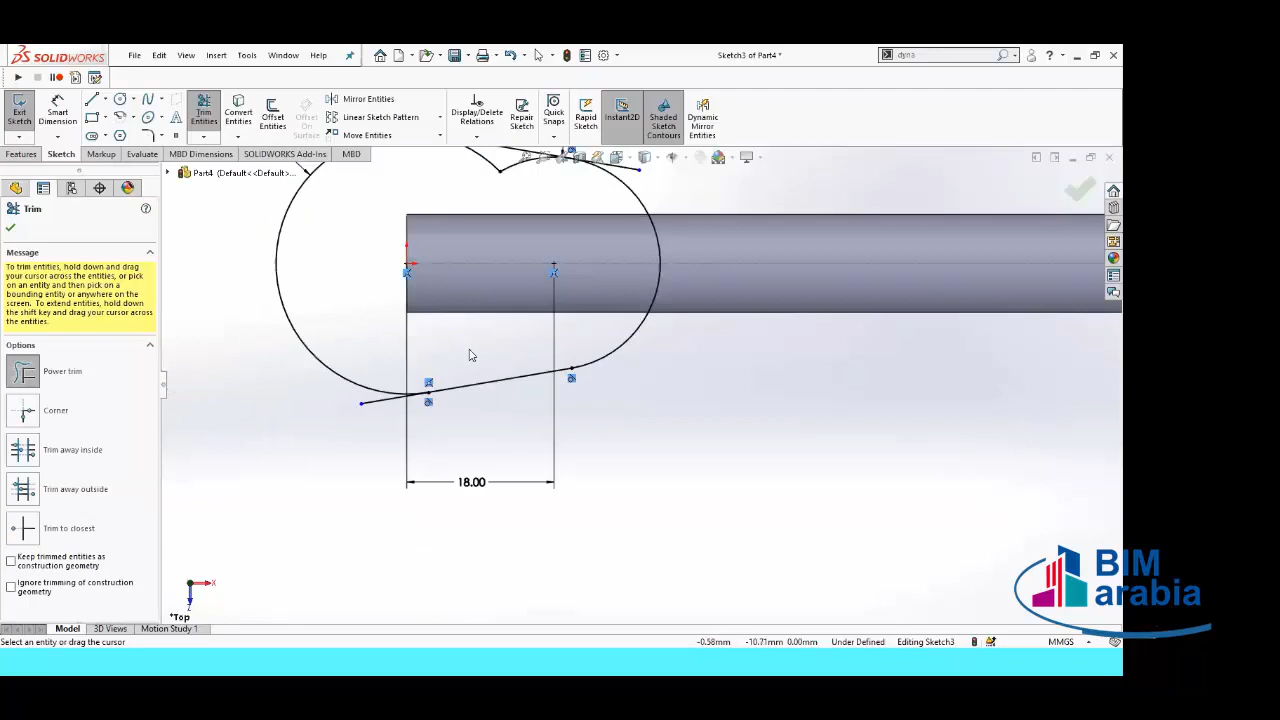 SOLIDWORKS File Edit View Insert Tools Window Help Sketch3 of Part4 * dyna ?
Exit Sketch Smart Dimension Trim Entities Convert Entities Offset Entities Offset On Surface Mirror Entities Linear Sketch Pattern Move Entities Display/Delete Relations Repair Sketch Quick Snaps Rapid Sketch Instant2D Shaded Sketch Contours Dynamic Mirror Entities
Features Sketch Markup Evaluate MBD Dimensions SOLIDWORKS Add-Ins MBD
Part4 (Default<<Default>...
Trim
Message
To trim entities, hold down and drag
your cursor across the entities, or pick
on an entity and then pick on a
bounding entity or anywhere on the
screen. To extend entities, hold down
the shift key and drag your cursor across
the entities.
Options
Power trim
Corner
Trim away inside
Trim away outside
Trim to closest
Keep trimmed entities as
construction geometry
Ignore trimming of construction
geometry
18.00
X
Z
*Top
BIM
arabia
Model 3D Views Motion Study 1
Select an entity or drag the cursor -0.58mm -10.71mm 0.00mm Under Defined Editing Sketch3 MMGS